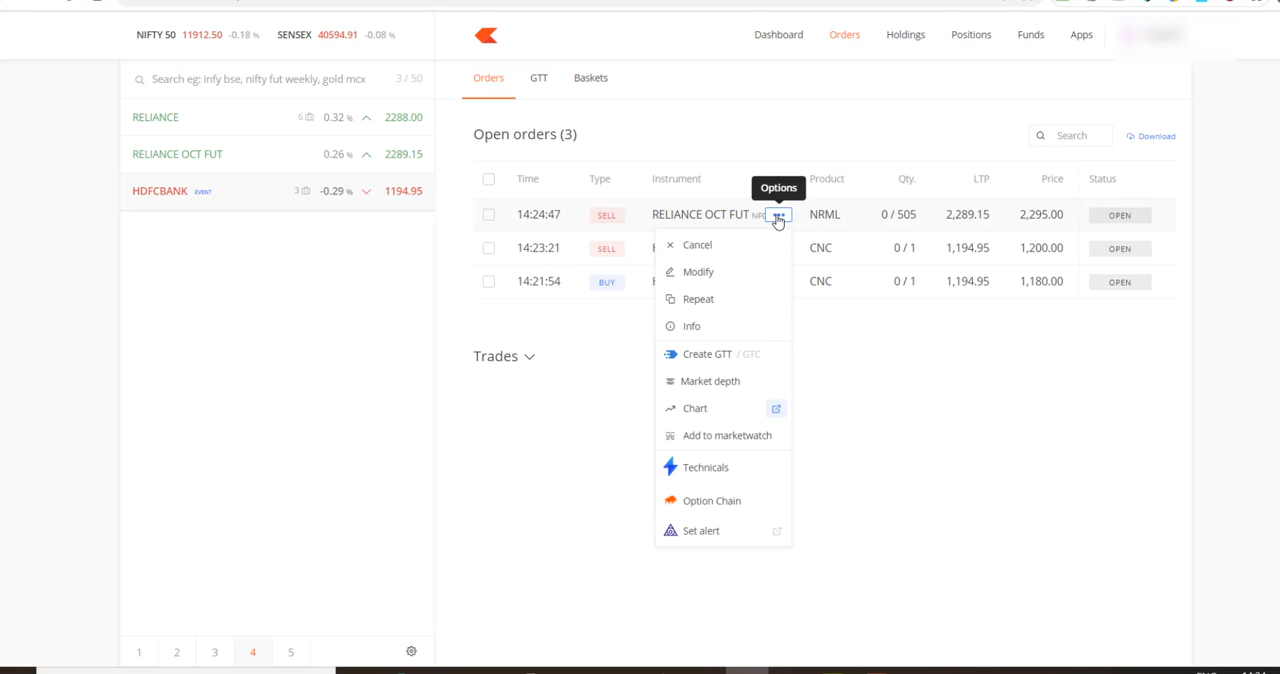 NIFTY 50 11912.50 -0.18 % SENSEX 40594.91 -0.08 %
Dashboard Orders Holdings Positions Funds Apps
Search eg: infy bse, nifty fut weekly, gold mcx 3 / 50
Orders GTT Baskets
RELIANCE 6 0.32 % 2288.00
RELIANCE OCT FUT 0.26 % 2289.15
HDFCBANK EVENT 3 -0.29 % 1194.95
Open orders (3) Search Download
Time Type Instrument Product Qty. LTP Price Status
Options
14:24:47 SELL RELIANCE OCT FUT NRML 0 / 505 2,289.15 2,295.00 OPEN
14:23:21 SELL CNC 0 / 1 1,194.95 1,200.00 OPEN
14:21:54 BUY CNC 0 / 1 1,194.95 1,180.00 OPEN
Cancel
Modify
Repeat
Info
Create GTT / GTC
Market depth
Chart
Add to marketwatch
Technicals
Option Chain
Set alert
Trades
1 2 3 4 5